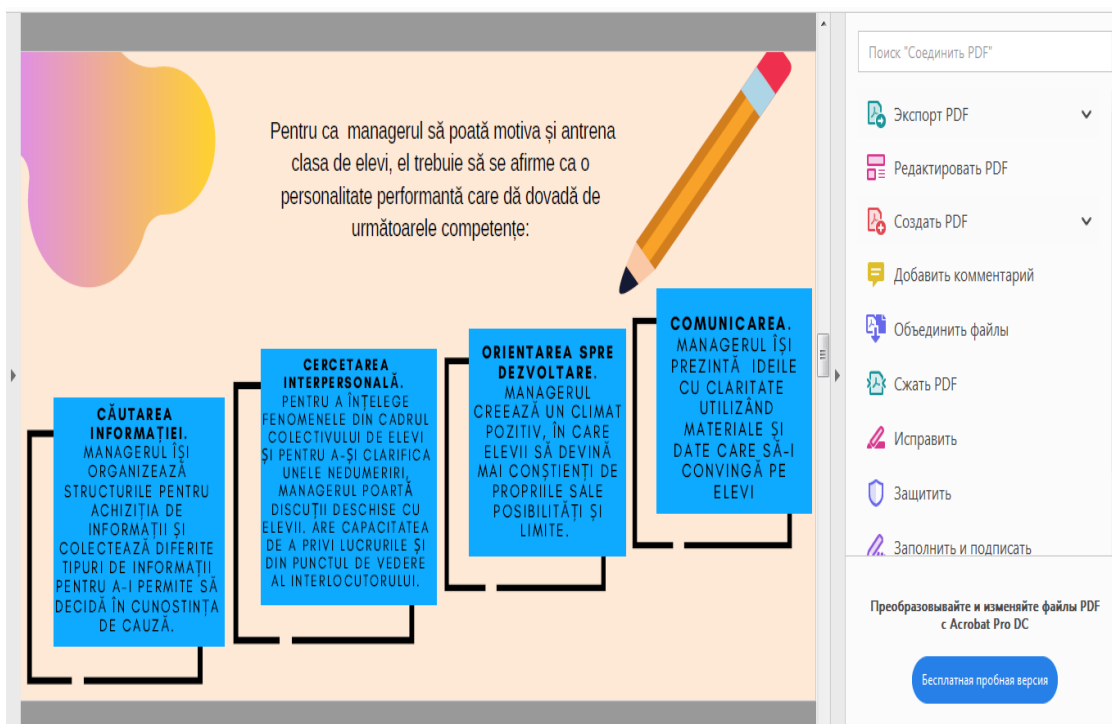 Pentru ca managerul să poată motiva și antrena
clasa de elevi, el trebuie să se afirme ca o
personalitate performantă care dă dovadă de
următoarele competențe:
CĂUTAREA
INFORMAȚIEI.
MANAGERUL ÎȘI
ORGANIZEAZĂ
STRUCTURILE PENTRU
ACHIZIȚIA DE
INFORMAȚII ȘI
COLECTEAZĂ DIFERITE
TIPURI DE INFORMAȚII
PENTRU A-I PERMITE SĂ
DECIDĂ ÎN CUNOSTINȚA
DE CAUZĂ.
CERCETAREA
INTERPERSONALĂ.
PENTRU A ÎNȚELEGE
FENOMENELE DIN CADRUL
COLECTIVULUI DE ELEVI
ȘI PENTRU A-ȘI CLARIFICA
UNELE NEDUMERIRI,
MANAGERUL POARTĂ
DISCUȚII DESCHISE CU
ELEVII. ARE CAPACITATEA
DE A PRIVI LUCRURILE ȘI
DIN PUNCTUL DE VEDERE
AL INTERLOCUTORULUI.
ORIENTAREA SPRE
DEZVOLTARE.
MANAGERUL
CREEAZĂ UN CLIMAT
POZITIV, ÎN CARE
ELEVII SĂ DEVINĂ
MAI CONȘTIENȚI DE
PROPRIILE SALE
POSIBILITĂȚI ȘI
LIMITE.
COMUNICAREA.
MANAGERUL ÎȘI
PREZINTĂ IDEILE
CU CLARITATE
UTILIZÂND
MATERIALE ȘI
DATE CARE SĂ-I
CONVINGĂ PE
ELEVI
Поиск "Соединить PDF"
Экспорт PDF
Редактировать PDF
Создать PDF
Добавить комментарий
Объединить файлы
Сжать PDF
Исправить
Защитить
Заполнить и подписать
Преобразовывайте и изменяйте файлы PDF
с Acrobat Pro DC
Бесплатная пробная версия